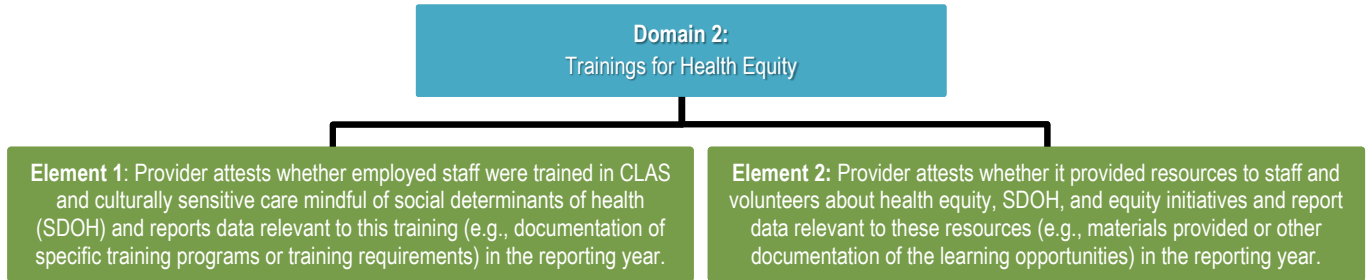 Domain 2:
Trainings for Health Equity
Element 1: Provider attests whether employed staff were trained in CLAS
and culturally sensitive care mindful of social determinants of health
(SDOH) and reports data relevant to this training (e.g., documentation of
specific training programs or training requirements) in the reporting year.
Element 2: Provider attests whether it provided resources to staff and
volunteers about health equity, SDOH, and equity initiatives and report
data relevant to these resources (e.g., materials provided or other
documentation of the learning opportunities) in the reporting year.